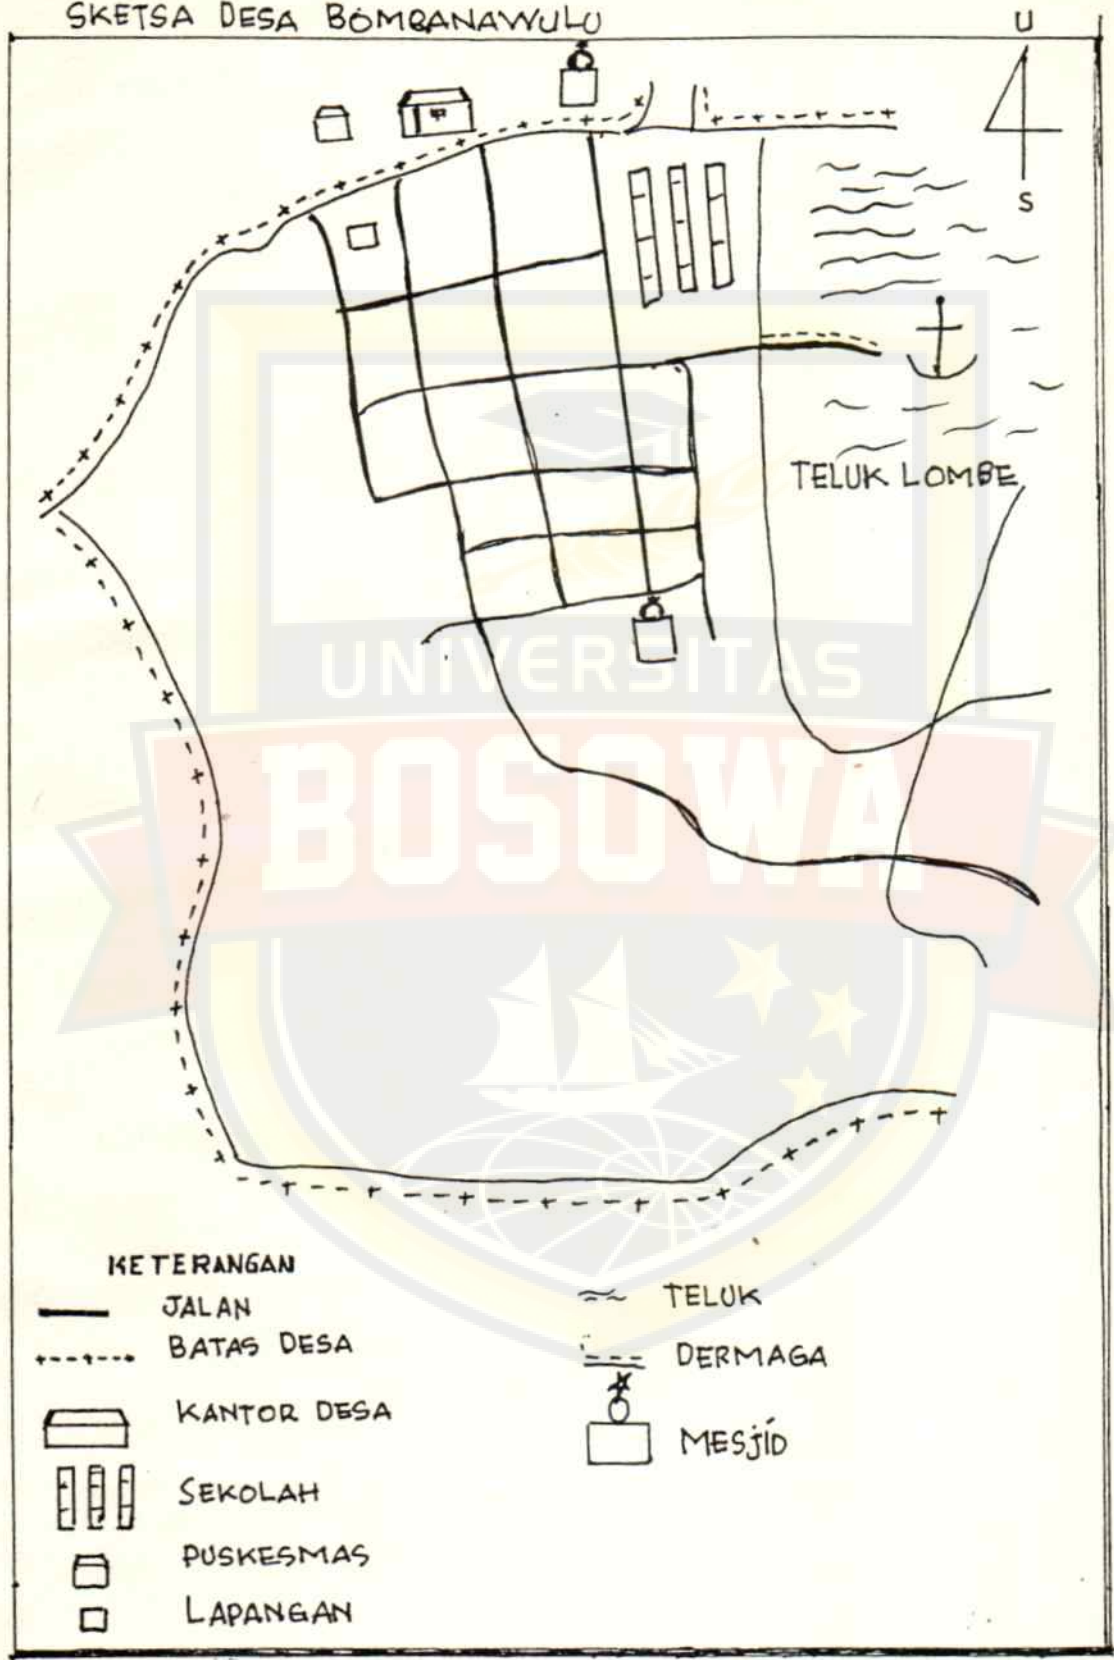 SKETSA DESA BOMBANAWULU
U
S
TELUK LOMBE
UNIVERSITAS
BOSOWA
KETERANGAN
JALAN
BATAS DESA
KANTOR DESA
SEKOLAH
PUSKESMAS
LAPANGAN
TELUK
DERMAGA
MESJID